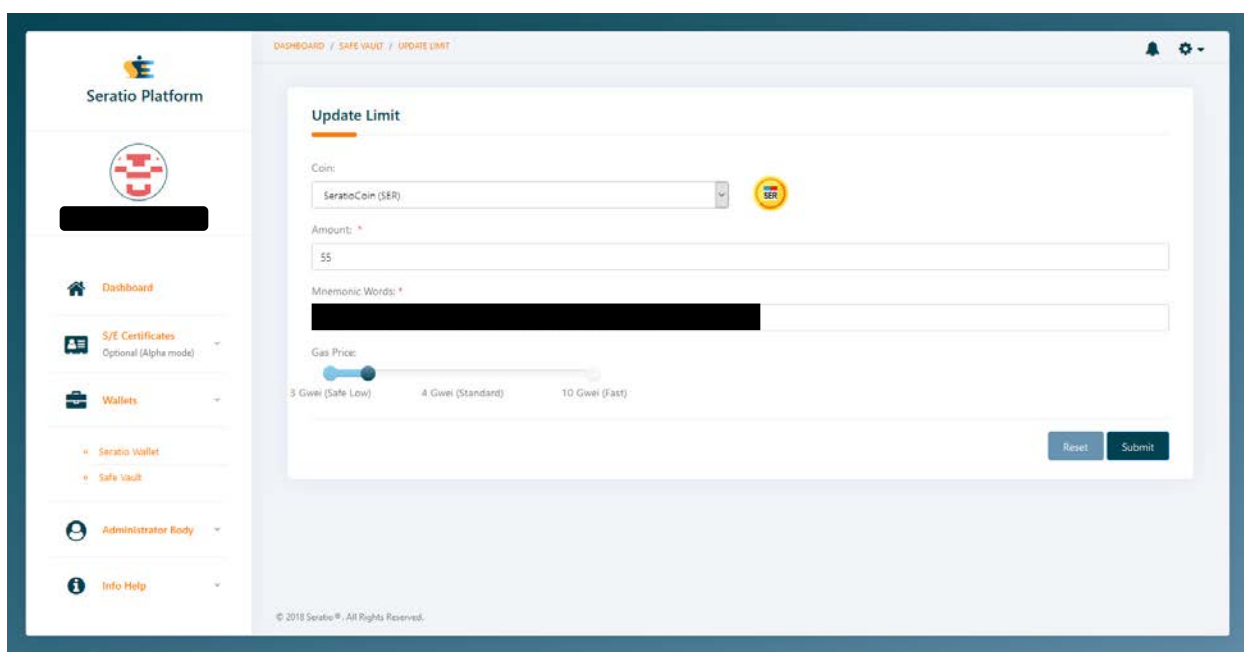 DASHBOARD / SAFE VAULT / UPDATE LIMIT
SE
Seratio Platform
Update Limit
Coin:
SeratioCoin (SER)
SER
Amount: *
55
Mnemonic Words: *
Gas Price:
3 Gwei (Safe Low) 4 Gwei (Standard) 10 Gwei (Fast)
Reset Submit
Dashboard
S/E Certificates
Optional (Alpha mode)
Wallets
Seratio Wallet
Safe Vault
Administrator Body
Info Help
© 2018 Seratio®. All Rights Reserved.